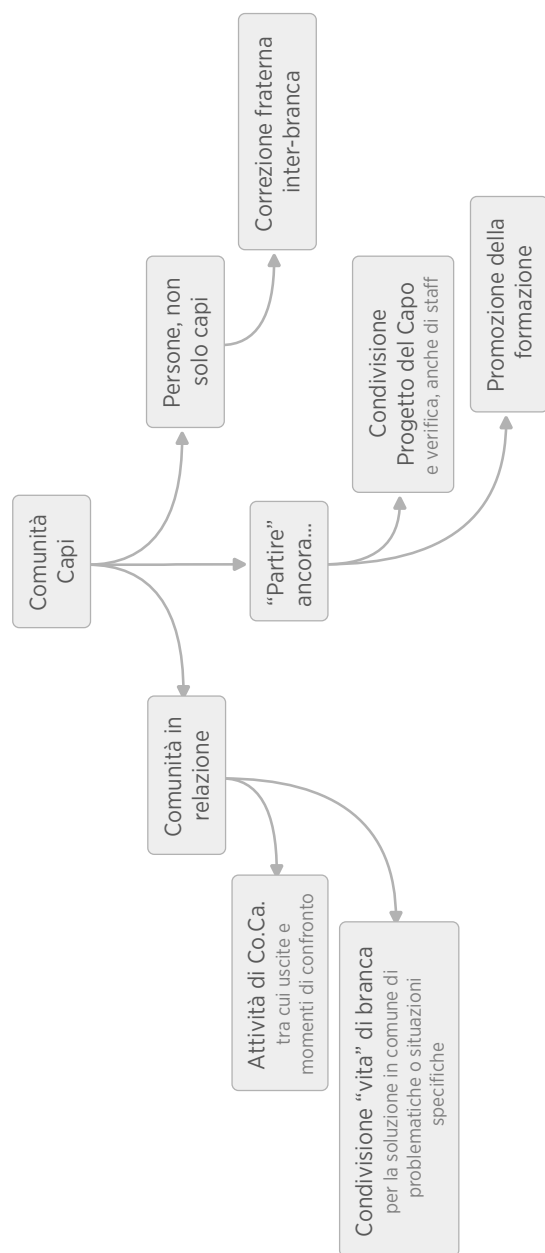 Comunità
Capi
Comunità in
relazione
Attività di Co.Ca.
tra cui uscite e
momenti di confronto
Condivisione “vita” di branca
per la soluzione in comune di
problematiche o situazioni
specifiche
“Partire”
ancora...
Condivisione
Progetto del Capo
e verifica, anche di staff
Promozione della
formazione
Persone, non
solo capi
Correzione fraterna
inter-branca